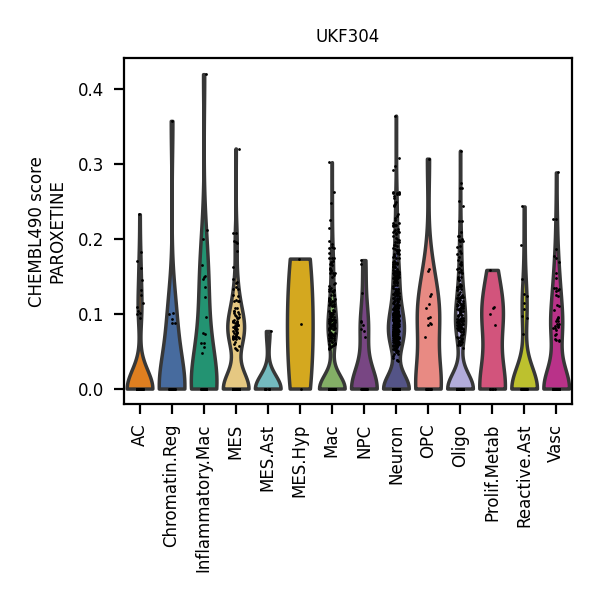 UKF304
CHEMBL490 score
PAROXETINE
0.4
0.3
0.2
0.1
0.0
AC
Chromatin.Reg
Inflammatory.Mac
MES
MES.Ast
MES.Hyp
Mac
NPC
Neuron
OPC
Oligo
Prolif.Metab
Reactive.Ast
Vasc